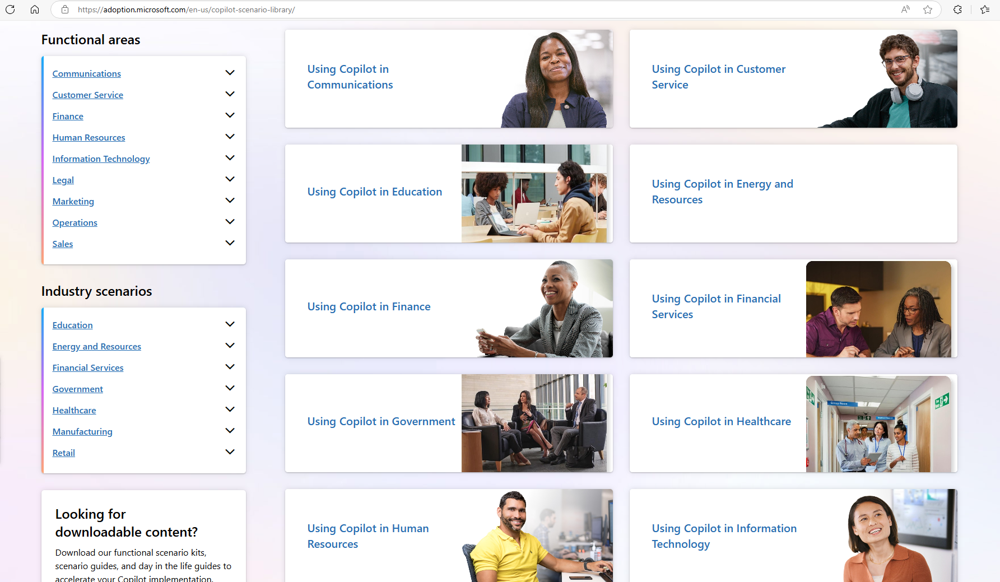 https://adoption.microsoft.com/en-us/copilot-scenario-library/
Functional areas
Communications
Customer Service
Finance
Human Resources
Information Technology
Legal
Marketing
Operations
Sales
Industry scenarios
Education
Energy and Resources
Financial Services
Government
Healthcare
Manufacturing
Retail
Looking for
downloadable content?
Download our functional scenario kits,
scenario guides, and day in the life guides to
accelerate your Copilot implementation.
Using Copilot in
Communications
Using Copilot in Customer
Service
Using Copilot in Education
Using Copilot in Energy and
Resources
Using Copilot in Finance
Using Copilot in Financial
Services
Using Copilot in Government
Using Copilot in Healthcare
Group Room
Using Copilot in Human
Resources
Using Copilot in Information
Technology